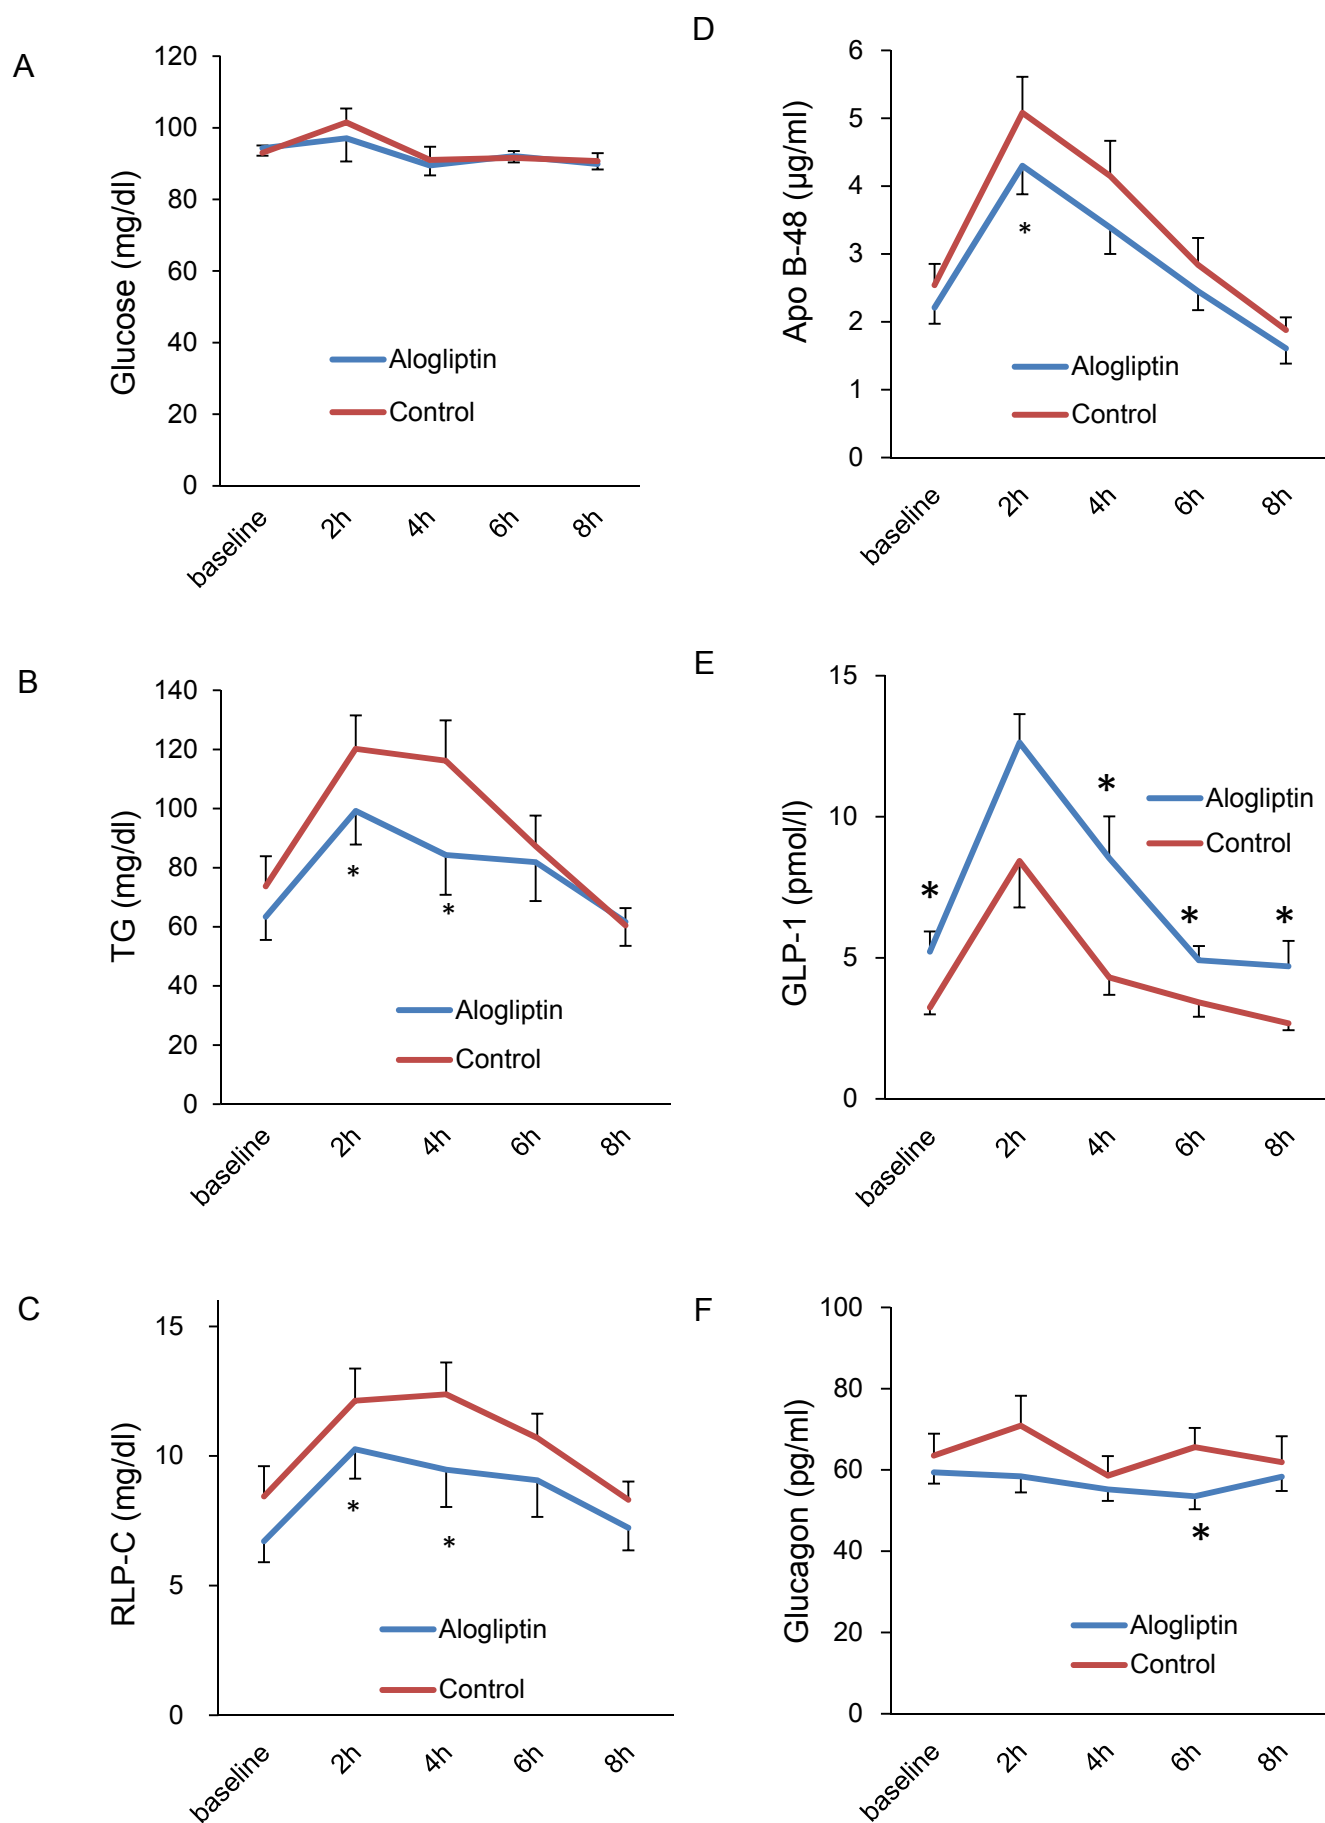 A
Glucose (mg/dl)
120
100
80
60
40
20
0
Alogliptin
Control
baseline
2h
4h
6h
8h
B
TG (mg/dl)
140
120
100
80
60
40
20
0
*
*
Alogliptin
Control
baseline
2h
4h
6h
8h
C
RLP-C (mg/dl)
15
10
5
0
*
*
Alogliptin
Control
baseline
2h
4h
6h
8h
D
Apo B-48 (µg/ml)
6
5
4
3
2
1
0
*
Alogliptin
Control
baseline
2h
4h
6h
8h
E
GLP-1 (pmol/l)
15
10
5
0
*
*
*
*
Alogliptin
Control
baseline
2h
4h
6h
8h
F
Glucagon (pg/ml)
100
80
60
40
20
0
*
Alogliptin
Control
baseline
2h
4h
6h
8h